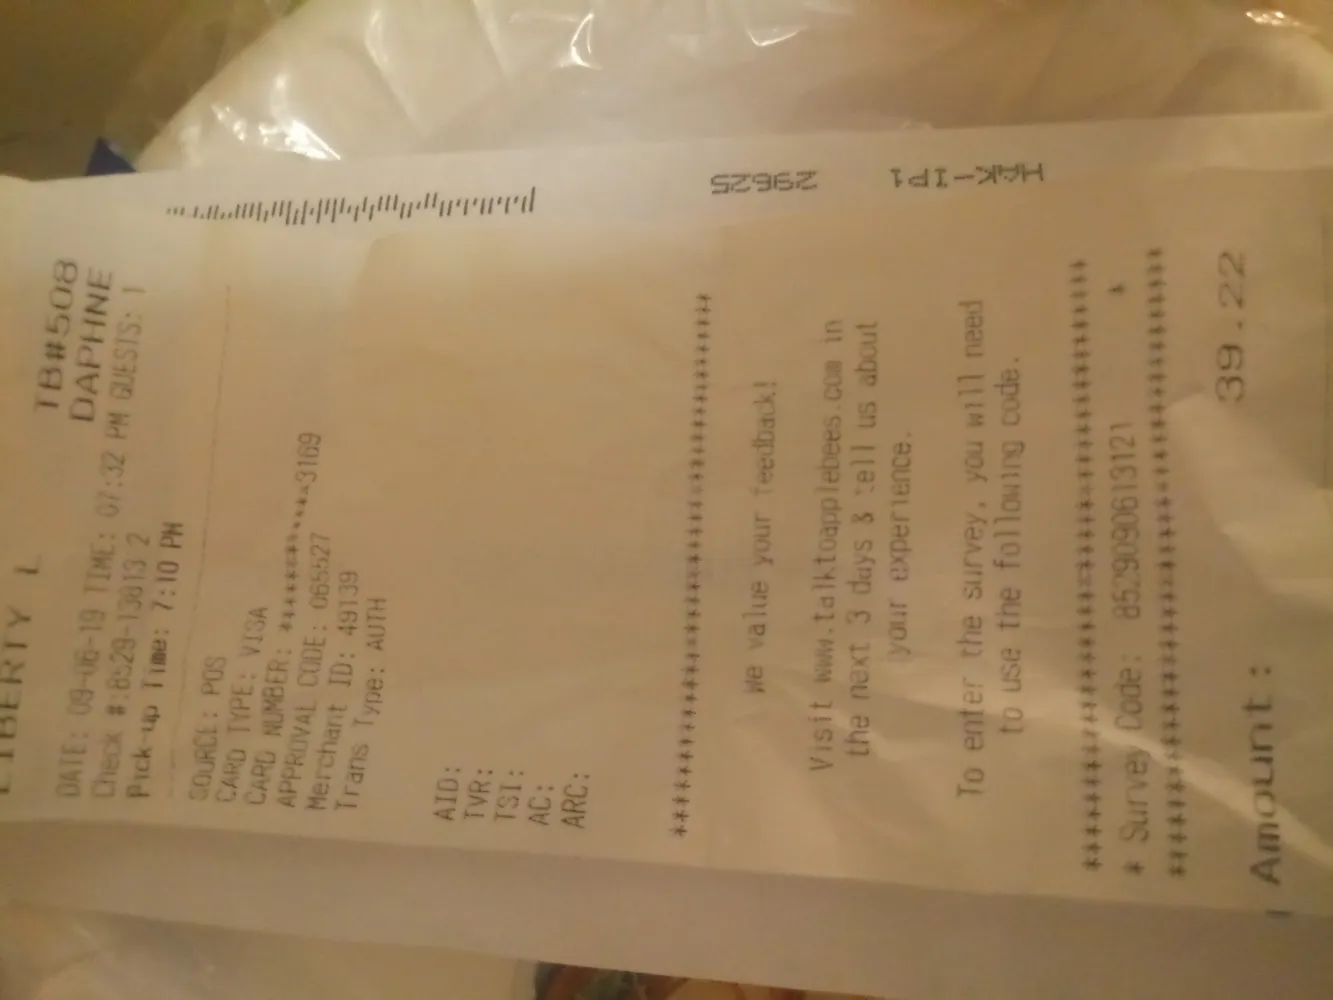 LIBERTY L
TB#508
DAPHNE
DATE: 09-06-19 TIME: 07:32 PM GUESTS: 1
Check #:8529-13813 2
Pick-up Time: 7:10 PM
SOURCE: POS
CARD TYPE: VISA
CARD NUMBER: ************3169
APPROVAL CODE: 065527
Merchant ID: 49139
Trans Type: AUTH
AID:
TVR:
TSI:
AC:
ARC:
****************************************
We value your feedback!
Visit www.talktoapplebees.com in
the next 3 days & tell us about
your experience.
To enter the survey, you will need
to use the following code.
****************************************
* Survey Code: 8529090613121 *
****************************************
Amount: 39.22
29625